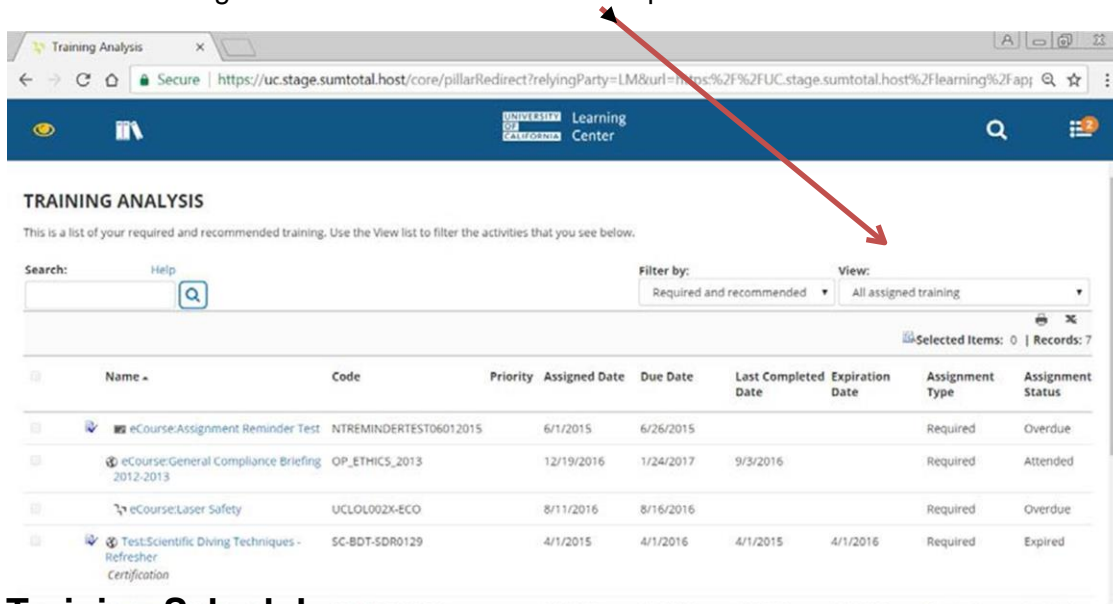 Training Analysis
Secure | https://uc.stage.sumtotal.host/core/pillarRedirect?relyingParty=LM&url=https:%2F%2FUC.stage.sumtotal.host%2Flearning%2Fapp
UNIVERSITY OF CALIFORNIA Learning Center
2
TRAINING ANALYSIS
This is a list of your required and recommended training. Use the View list to filter the activities that you see below.
Search: Help Filter by: View:
Required and recommended All assigned training
Selected Items: 0 | Records: 7
Name Code Priority Assigned Date Due Date Last Completed Date Expiration Date Assignment Type Assignment Status
eCourse:Assignment Reminder Test NTREMINDERTEST06012015 6/1/2015 6/26/2015 Required Overdue
eCourse:General Compliance Briefing 2012-2013 OP_ETHICS_2013 12/19/2016 1/24/2017 9/3/2016 Required Attended
eCourse:Laser Safety UCLOL002X-ECO 8/11/2016 8/16/2016 Required Overdue
Test:Scientific Diving Techniques - Refresher SC-BDT-SDR0129 4/1/2015 4/1/2016 4/1/2015 4/1/2016 Required Expired
Certification